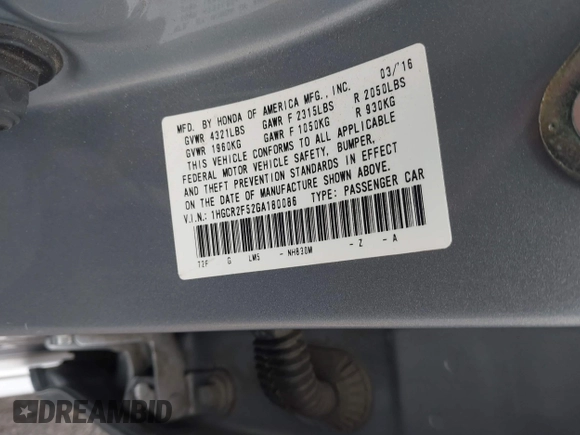 MFD. BY HONDA OF AMERICA MFG., INC. 03/'16
GVWR 4321LBS GAWR F 2315LBS R 2050LBS
GVWR 1960KG GAWR F 1050KG R 930KG
THIS VEHICLE CONFORMS TO ALL APPLICABLE
FEDERAL MOTOR VEHICLE SAFETY, BUMPER,
AND THEFT PREVENTION STANDARDS IN EFFECT
ON THE DATE OF MANUFACTURE SHOWN ABOVE.
V.I.N.: 1HGCR2F52GA180086 TYPE: PASSENGER CAR
G LM5 - NH830M - Z - A
DREAMBID